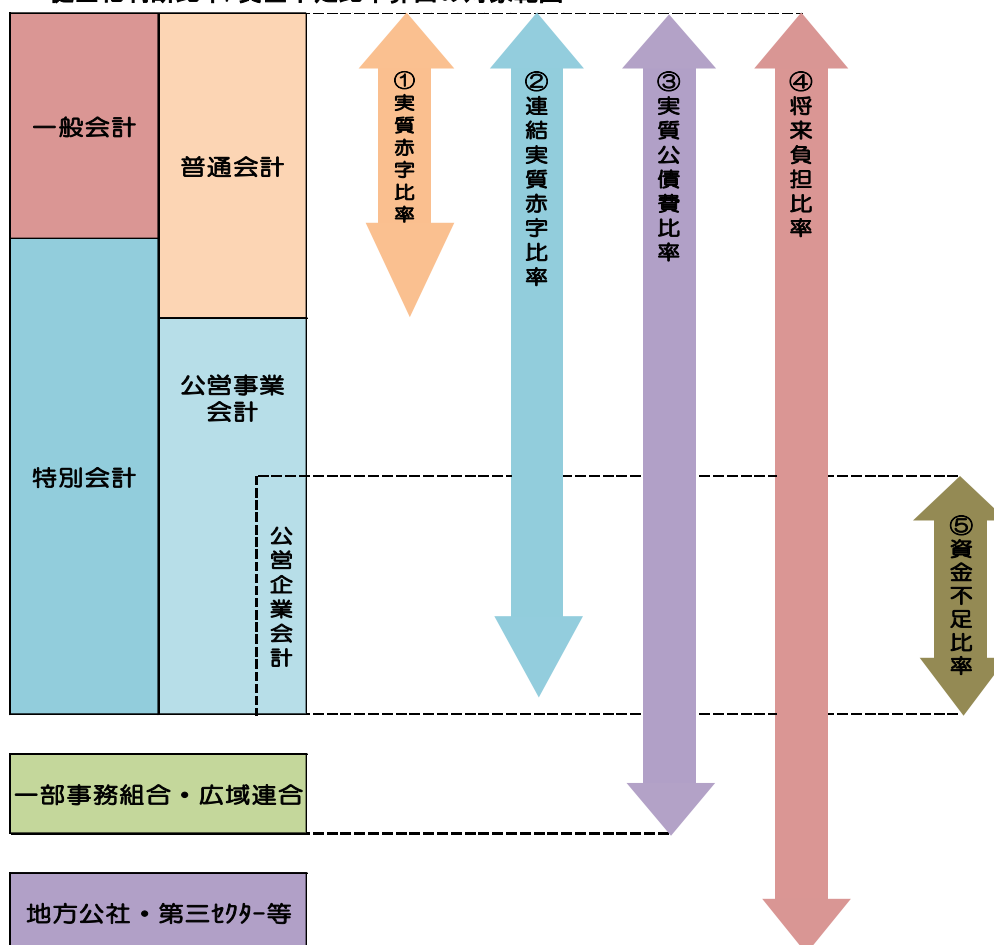 一般会計
普通会計
特別会計
公営事業
会計
公営企業会計
一部事務組合・広域連合
地方公社・第三ｾｸﾀｰ等
①実質赤字比率
②連結実質赤字比率
③実質公債費比率
④将来負担比率
⑤資金不足比率